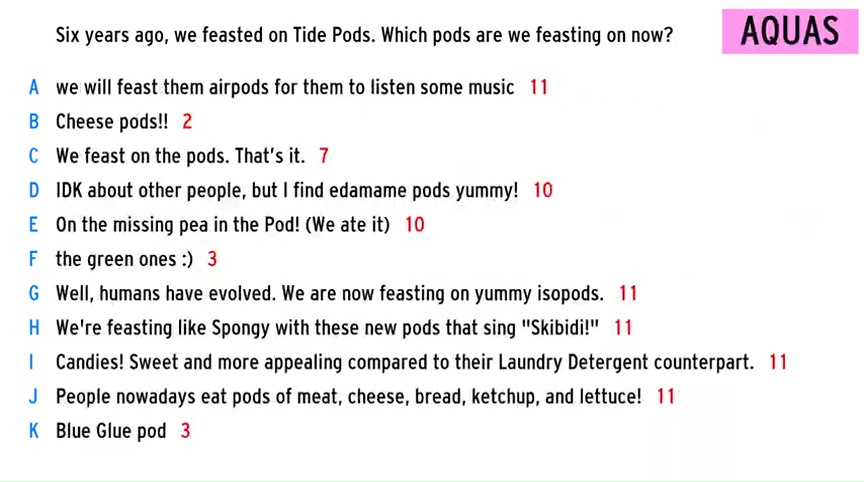 Six years ago, we feasted on Tide Pods. Which pods are we feasting on now?
AQUAS
A we will feast them airpods for them to listen some music 11
B Cheese pods!! 2
C We feast on the pods. That's it. 7
D IDK about other people, but I find edamame pods yummy! 10
E On the missing pea in the Pod! (We ate it) 10
F the green ones :) 3
G Well, humans have evolved. We are now feasting on yummy isopods. 11
H We're feasting like Spongy with these new pods that sing "Skibidi!" 11
I Candies! Sweet and more appealing compared to their Laundry Detergent counterpart. 11
J People nowadays eat pods of meat, cheese, bread, ketchup, and lettuce! 11
K Blue Glue pod 3